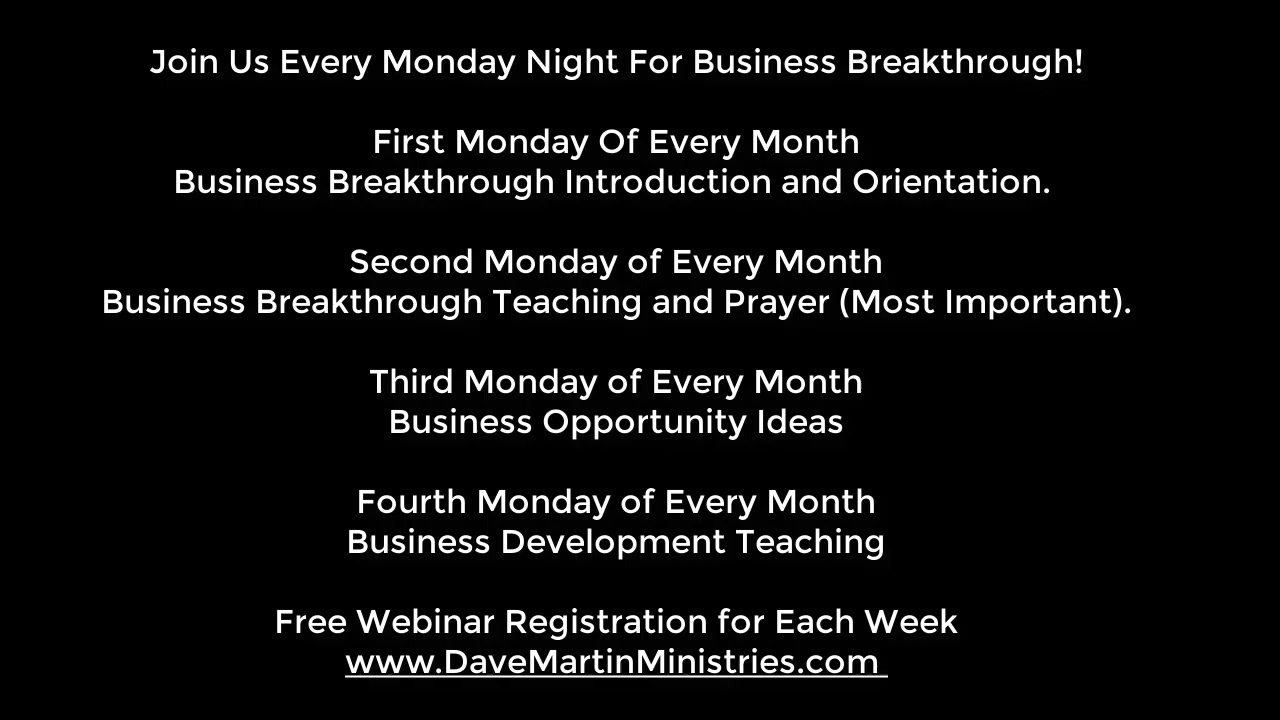 Join Us Every Monday Night For Business Breakthrough!
First Monday Of Every Month
Business Breakthrough Introduction and Orientation.
Second Monday of Every Month
Business Breakthrough Teaching and Prayer (Most Important).
Third Monday of Every Month
Business Opportunity Ideas
Fourth Monday of Every Month
Business Development Teaching
Free Webinar Registration for Each Week
www.DaveMartinMinistries.com